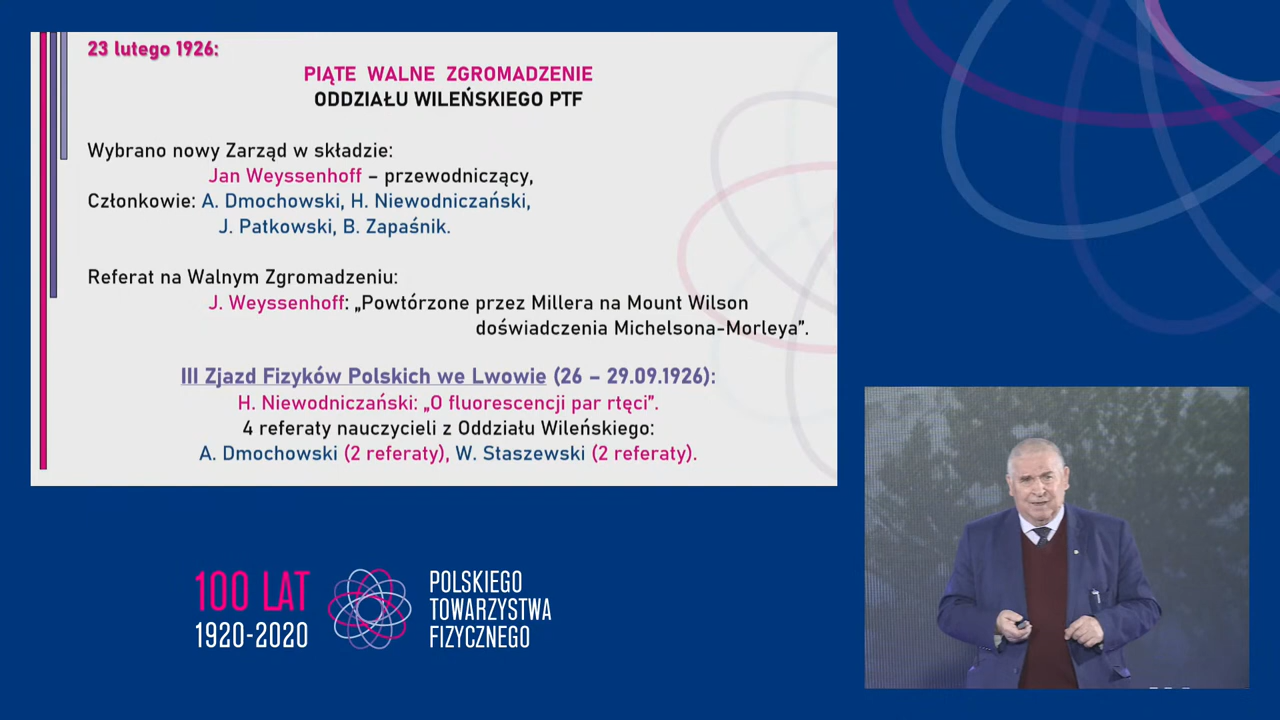 23 lutego 1926:
PIĄTE WALNE ZGROMADZENIE
ODDZIAŁU WILEŃSKIEGO PTF
Wybrano nowy Zarząd w składzie:
Jan Weyssenhoff – przewodniczący,
Członkowie: A. Dmochowski, H. Niewodniczański,
J. Patkowski, B. Zapaśnik.
Referat na Walnym Zgromadzeniu:
J. Weyssenhoff: „Powtórzone przez Millera na Mount Wilson
doświadczenia Michelsona-Morleya”.
III Zjazd Fizyków Polskich we Lwowie (26 – 29.09.1926):
H. Niewodniczański: „O fluorescencji par rtęci”.
4 referaty nauczycieli z Oddziału Wileńskiego:
A. Dmochowski (2 referaty), W. Staszewski (2 referaty).
100 LAT
1920-2020
POLSKIEGO
TOWARZYSTWA
FIZYCZNEGO